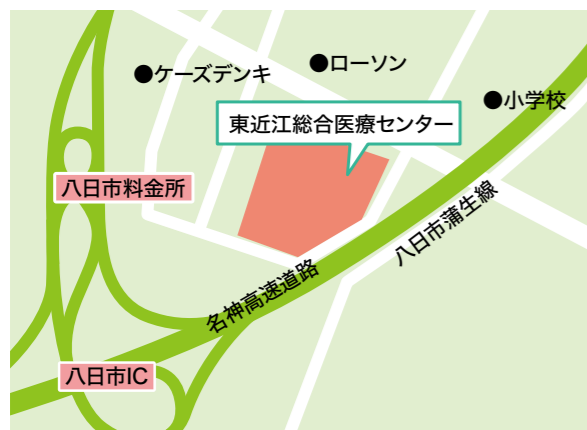 ●ケーズデンキ
●ローソン
●小学校
東近江総合医療センター
八日市料金所
八日市蒲生線
名神高速道路
八日市IC